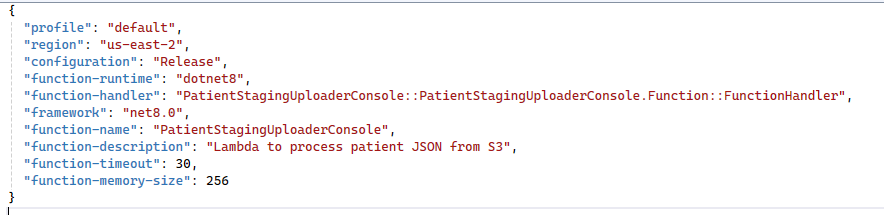 {
"profile": "default",
"region": "us-east-2",
"configuration": "Release",
"function-runtime": "dotnet8",
"function-handler": "PatientStagingUploaderConsole::PatientStagingUploaderConsole.Function::FunctionHandler",
"framework": "net8.0",
"function-name": "PatientStagingUploaderConsole",
"function-description": "Lambda to process patient JSON from S3",
"function-timeout": 30,
"function-memory-size": 256
}